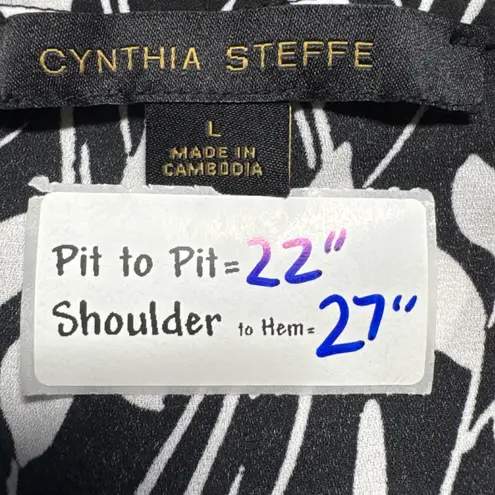 CYNTHIA STEFFE
L
MADE IN
CAMBODIA
Pit to Pit= 22"
Shoulder to Hem= 27"